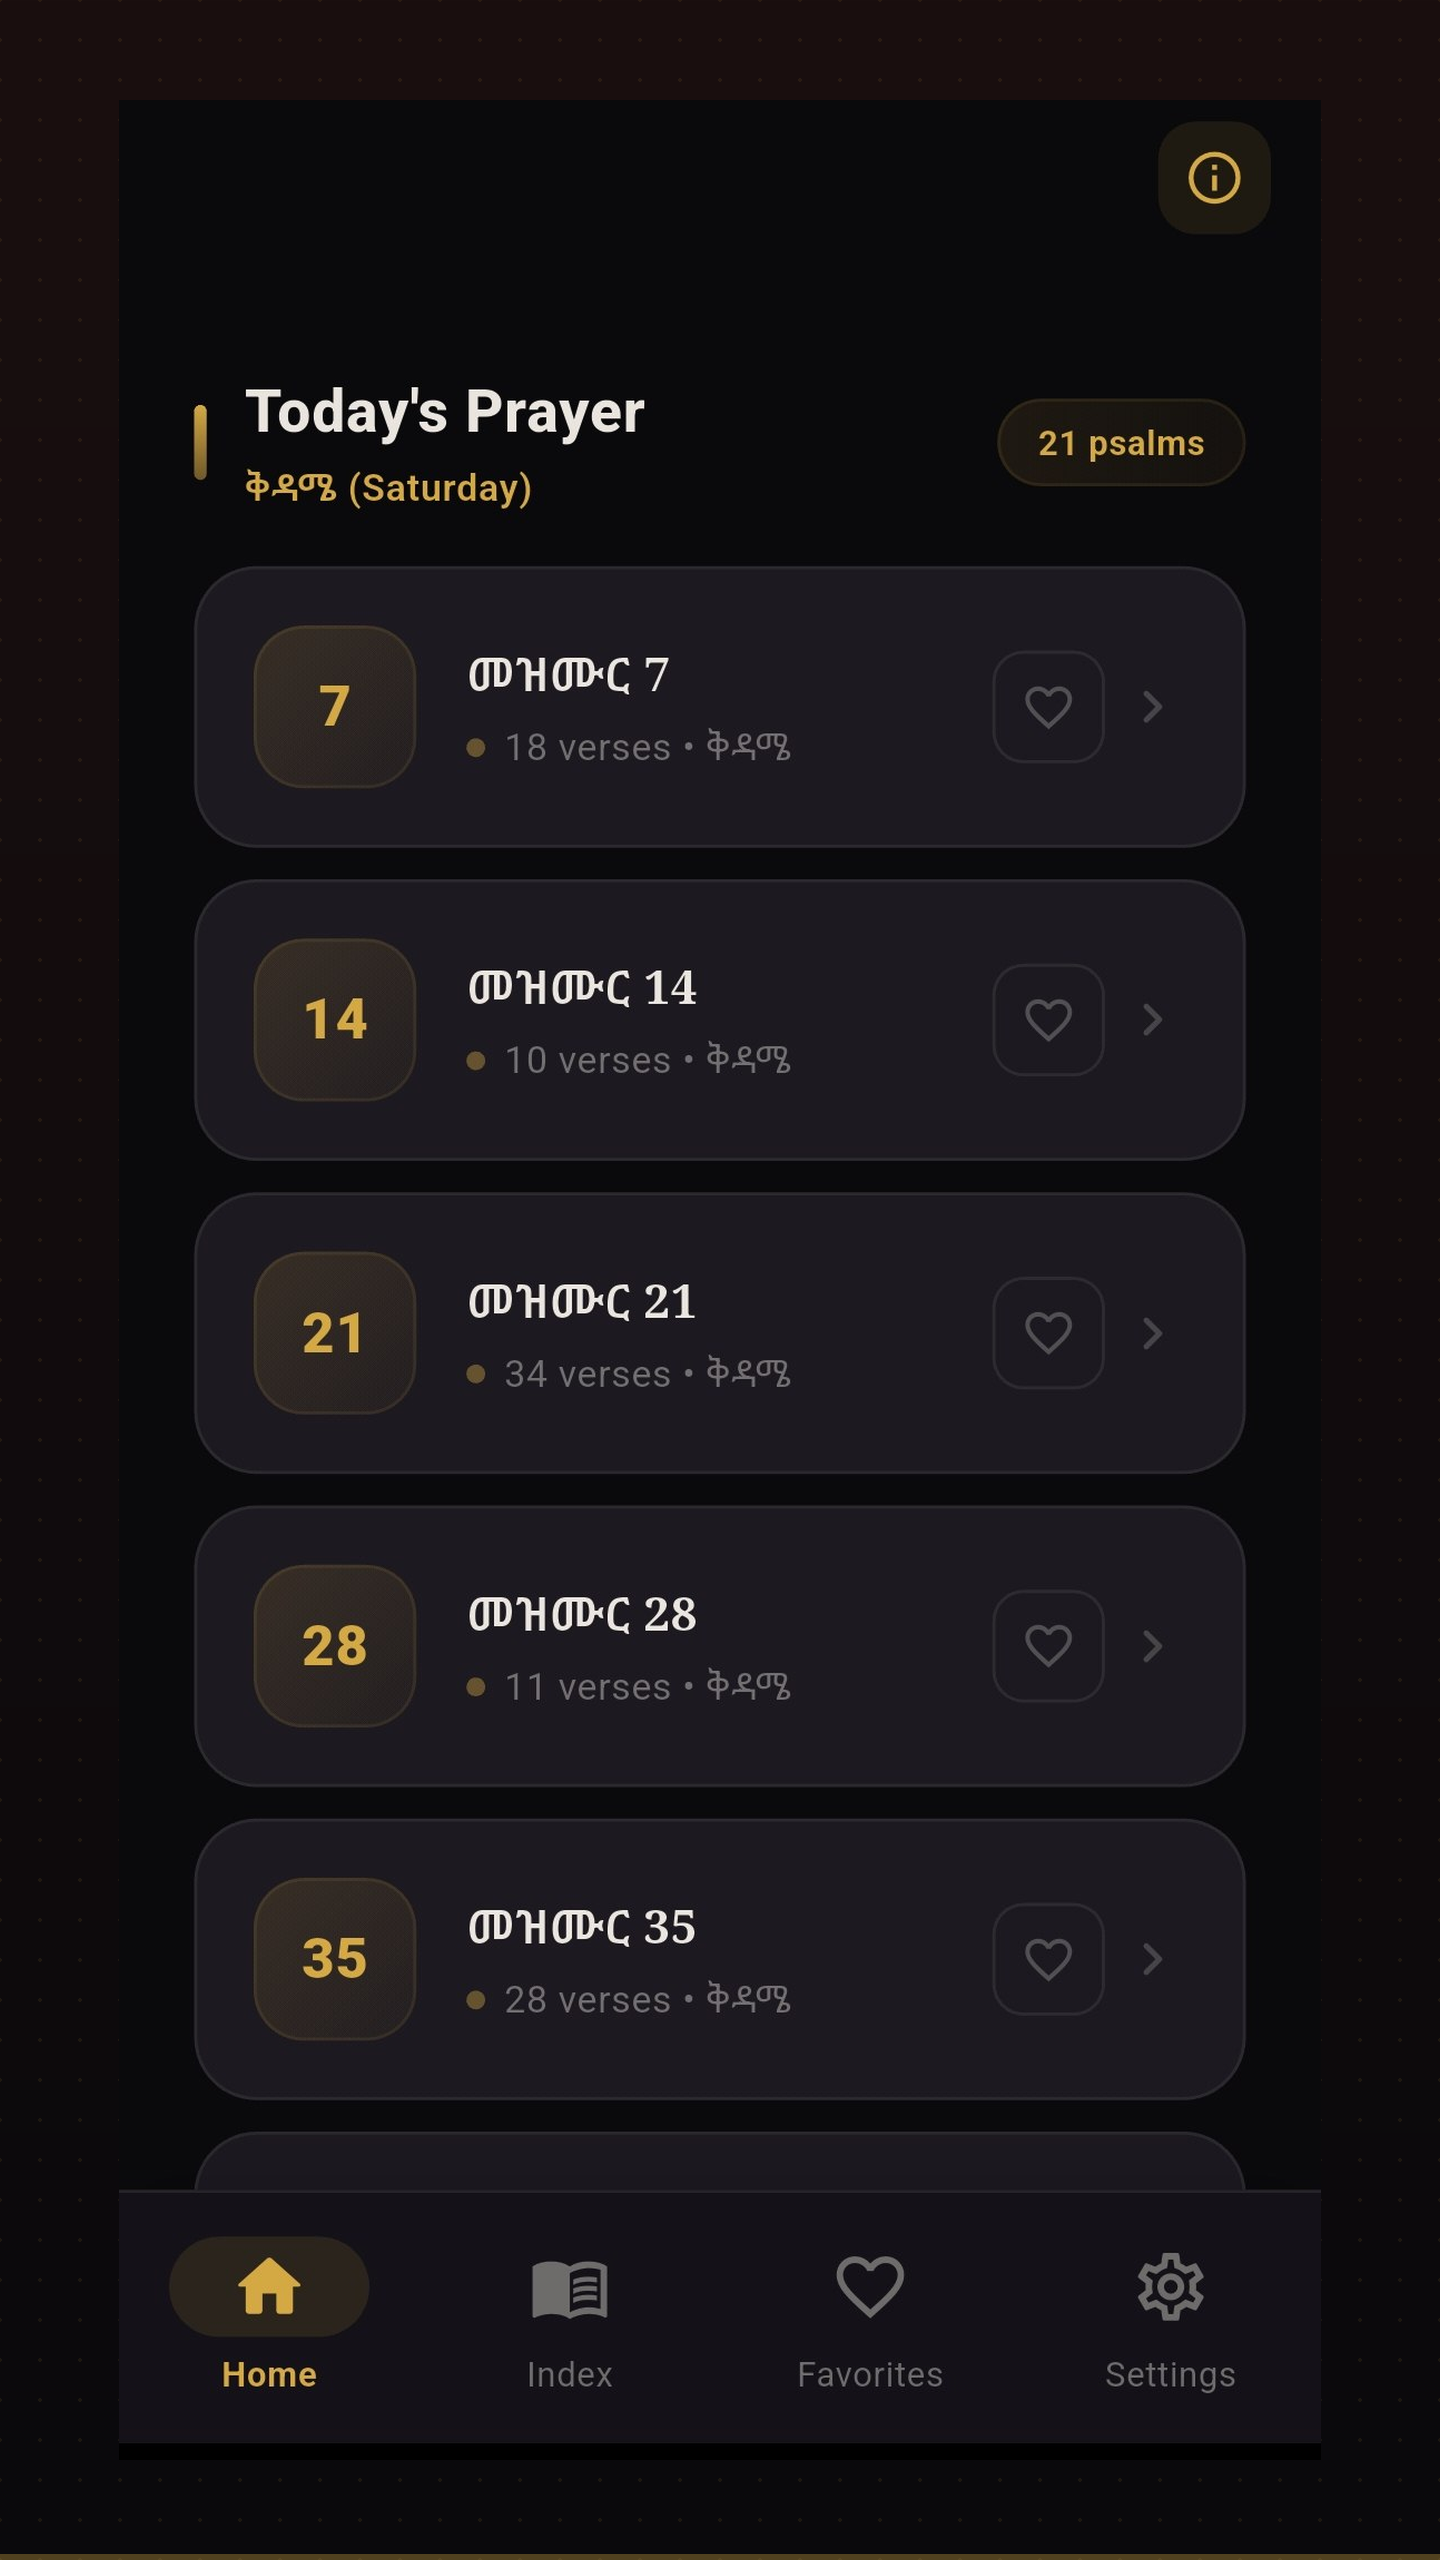 Today's Prayer
ቅዳሜ (Saturday)
21 psalms
7
መዝሙር 7
18 verses • ቅዳሜ
14
መዝሙር 14
10 verses • ቅዳሜ
21
መዝሙር 21
34 verses • ቅዳሜ
28
መዝሙር 28
11 verses • ቅዳሜ
35
መዝሙር 35
28 verses • ቅዳሜ
Home
Index
Favorites
Settings